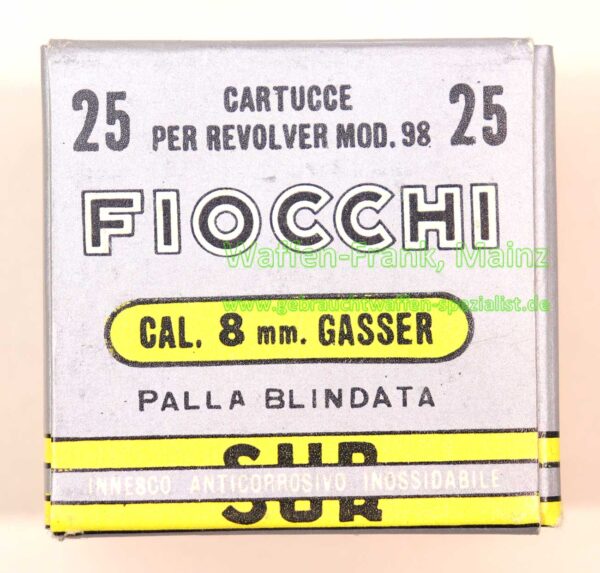 25 CARTUCCE 25
PER REVOLVER MOD. 98
FIOCCHI
Waffen-Frank, Mainz
www.gebrauchtwaffen-spezialist.de
CAL. 8 mm. GASSER
PALLA BLINDATA
SUR
INNESCO ANTICORROSIVO INOSSIDABILE
SUR